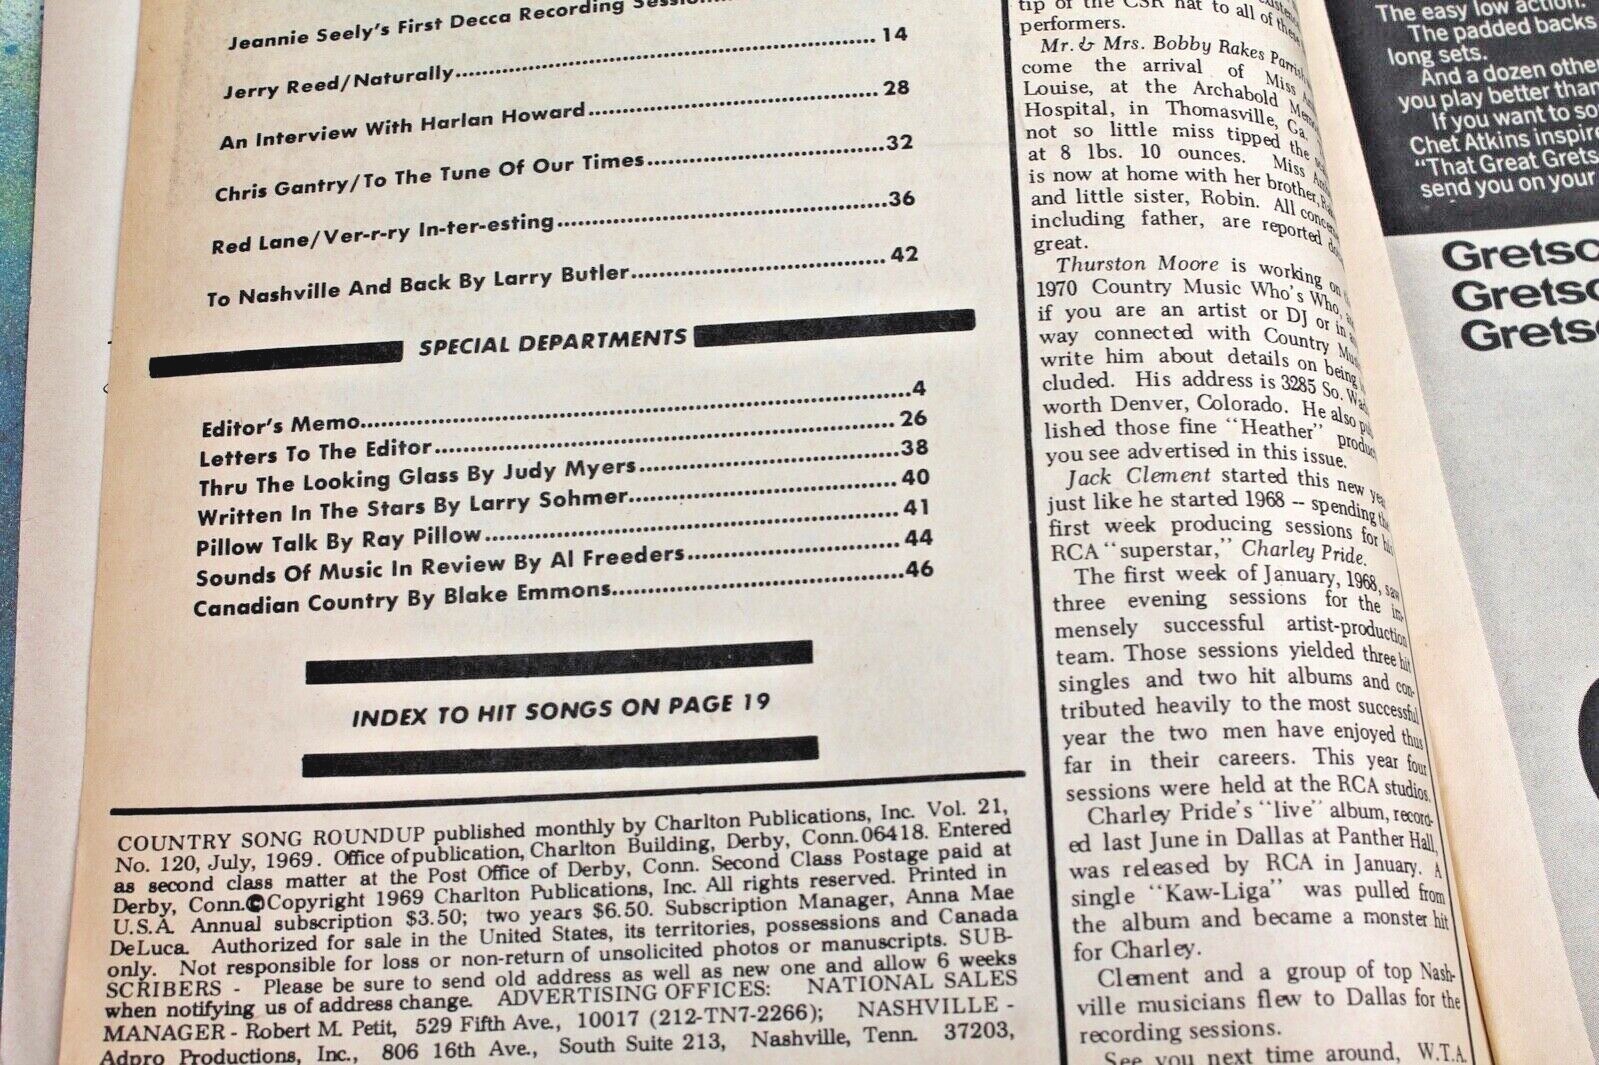 Jeannie Seely's First Decca Recording
Jerry Reed/Naturally 14
An Interview With Harlan Howard 28
Chris Gantry/To The Tune Of Our Times 32
Red Lane/Ver-r-ry In-ter-esting 36
To Nashville And Back By Larry Butler 42
SPECIAL DEPARTMENTS
Editor's Memo 4
Letters To The Editor 26
Thru The Looking Glass By Judy Myers 38
Written In The Stars By Larry Sohmer 40
Pillow Talk By Ray Pillow 41
Sounds Of Music In Review By Al Freeders 44
Canadian Country By Blake Emmons 46
INDEX TO HIT SONGS ON PAGE 19
COUNTRY SONG ROUNDUP published monthly by Charlton Publications, Inc. Vol. 21,
No. 120, July, 1969. Office of publication, Charlton Building, Derby, Conn. 06418. Entered
as second class matter at the Post Office of Derby, Conn. Second Class Postage paid at
Derby, Conn. © Copyright 1969 Charlton Publications, Inc. All rights reserved. Printed in
U.S.A. Annual subscription $3.50; two years $6.50. Subscription Manager, Anna Mae
DeLuca. Authorized for sale in the United States, its territories, possessions and Canada
only. Not responsible for loss or non-return of unsolicited photos or manuscripts. SUB-
SCRIBERS - Please be sure to send old address as well as new one and allow 6 weeks
when notifying us of address change. ADVERTISING OFFICES: NATIONAL SALES
MANAGER - Robert M. Petit, 529 Fifth Ave., 10017 (212-TN7-2266); NASHVILLE -
Adpro Productions, Inc., 806 16th Ave., South Suite 213, Nashville, Tenn. 37203,
tip of the CSR hat to all of these
performers.
Mr. & Mrs. Bobby Rakes Parrish
come the arrival of Miss
Louise, at the Archabold
Hospital, in Thomasville, Ga.
not so little miss tipped the
at 8 lbs. 10 ounces. Miss
is now at home with her brother,
and little sister, Robin. All
including father, are reported
great.
Thurston Moore is working on
1970 Country Music Who's Who,
if you are an artist or DJ or in
way connected with Country
write him about details on being
cluded. His address is 3285 So.
worth Denver, Colorado. He also
lished those fine "Heather"
you see advertised in this issue.
Jack Clement started this new
just like he started 1968 -- spending
first week producing sessions for
RCA "superstar," Charley Pride.
The first week of January, 1968, saw
three evening sessions for the im-
mensely successful artist-production
team. Those sessions yielded three hit
singles and two hit albums and con-
tributed heavily to the most successful
year the two men have enjoyed thus
far in their careers. This year four
sessions were held at the RCA studios.
Charley Pride's "live" album, record-
ed last June in Dallas at Panther Hall,
was released by RCA in January. A
single "Kaw-Liga" was pulled from
the album and became a monster hit
for Charley.
Clement and a group of top Nash-
ville musicians flew to Dallas for the
recording sessions.
See you next time around, W.T.A.
The easy low action.
The padded backs
long sets.
And a dozen other
you play better than
If you want to
Chet Atkins
"That Great
send you on your